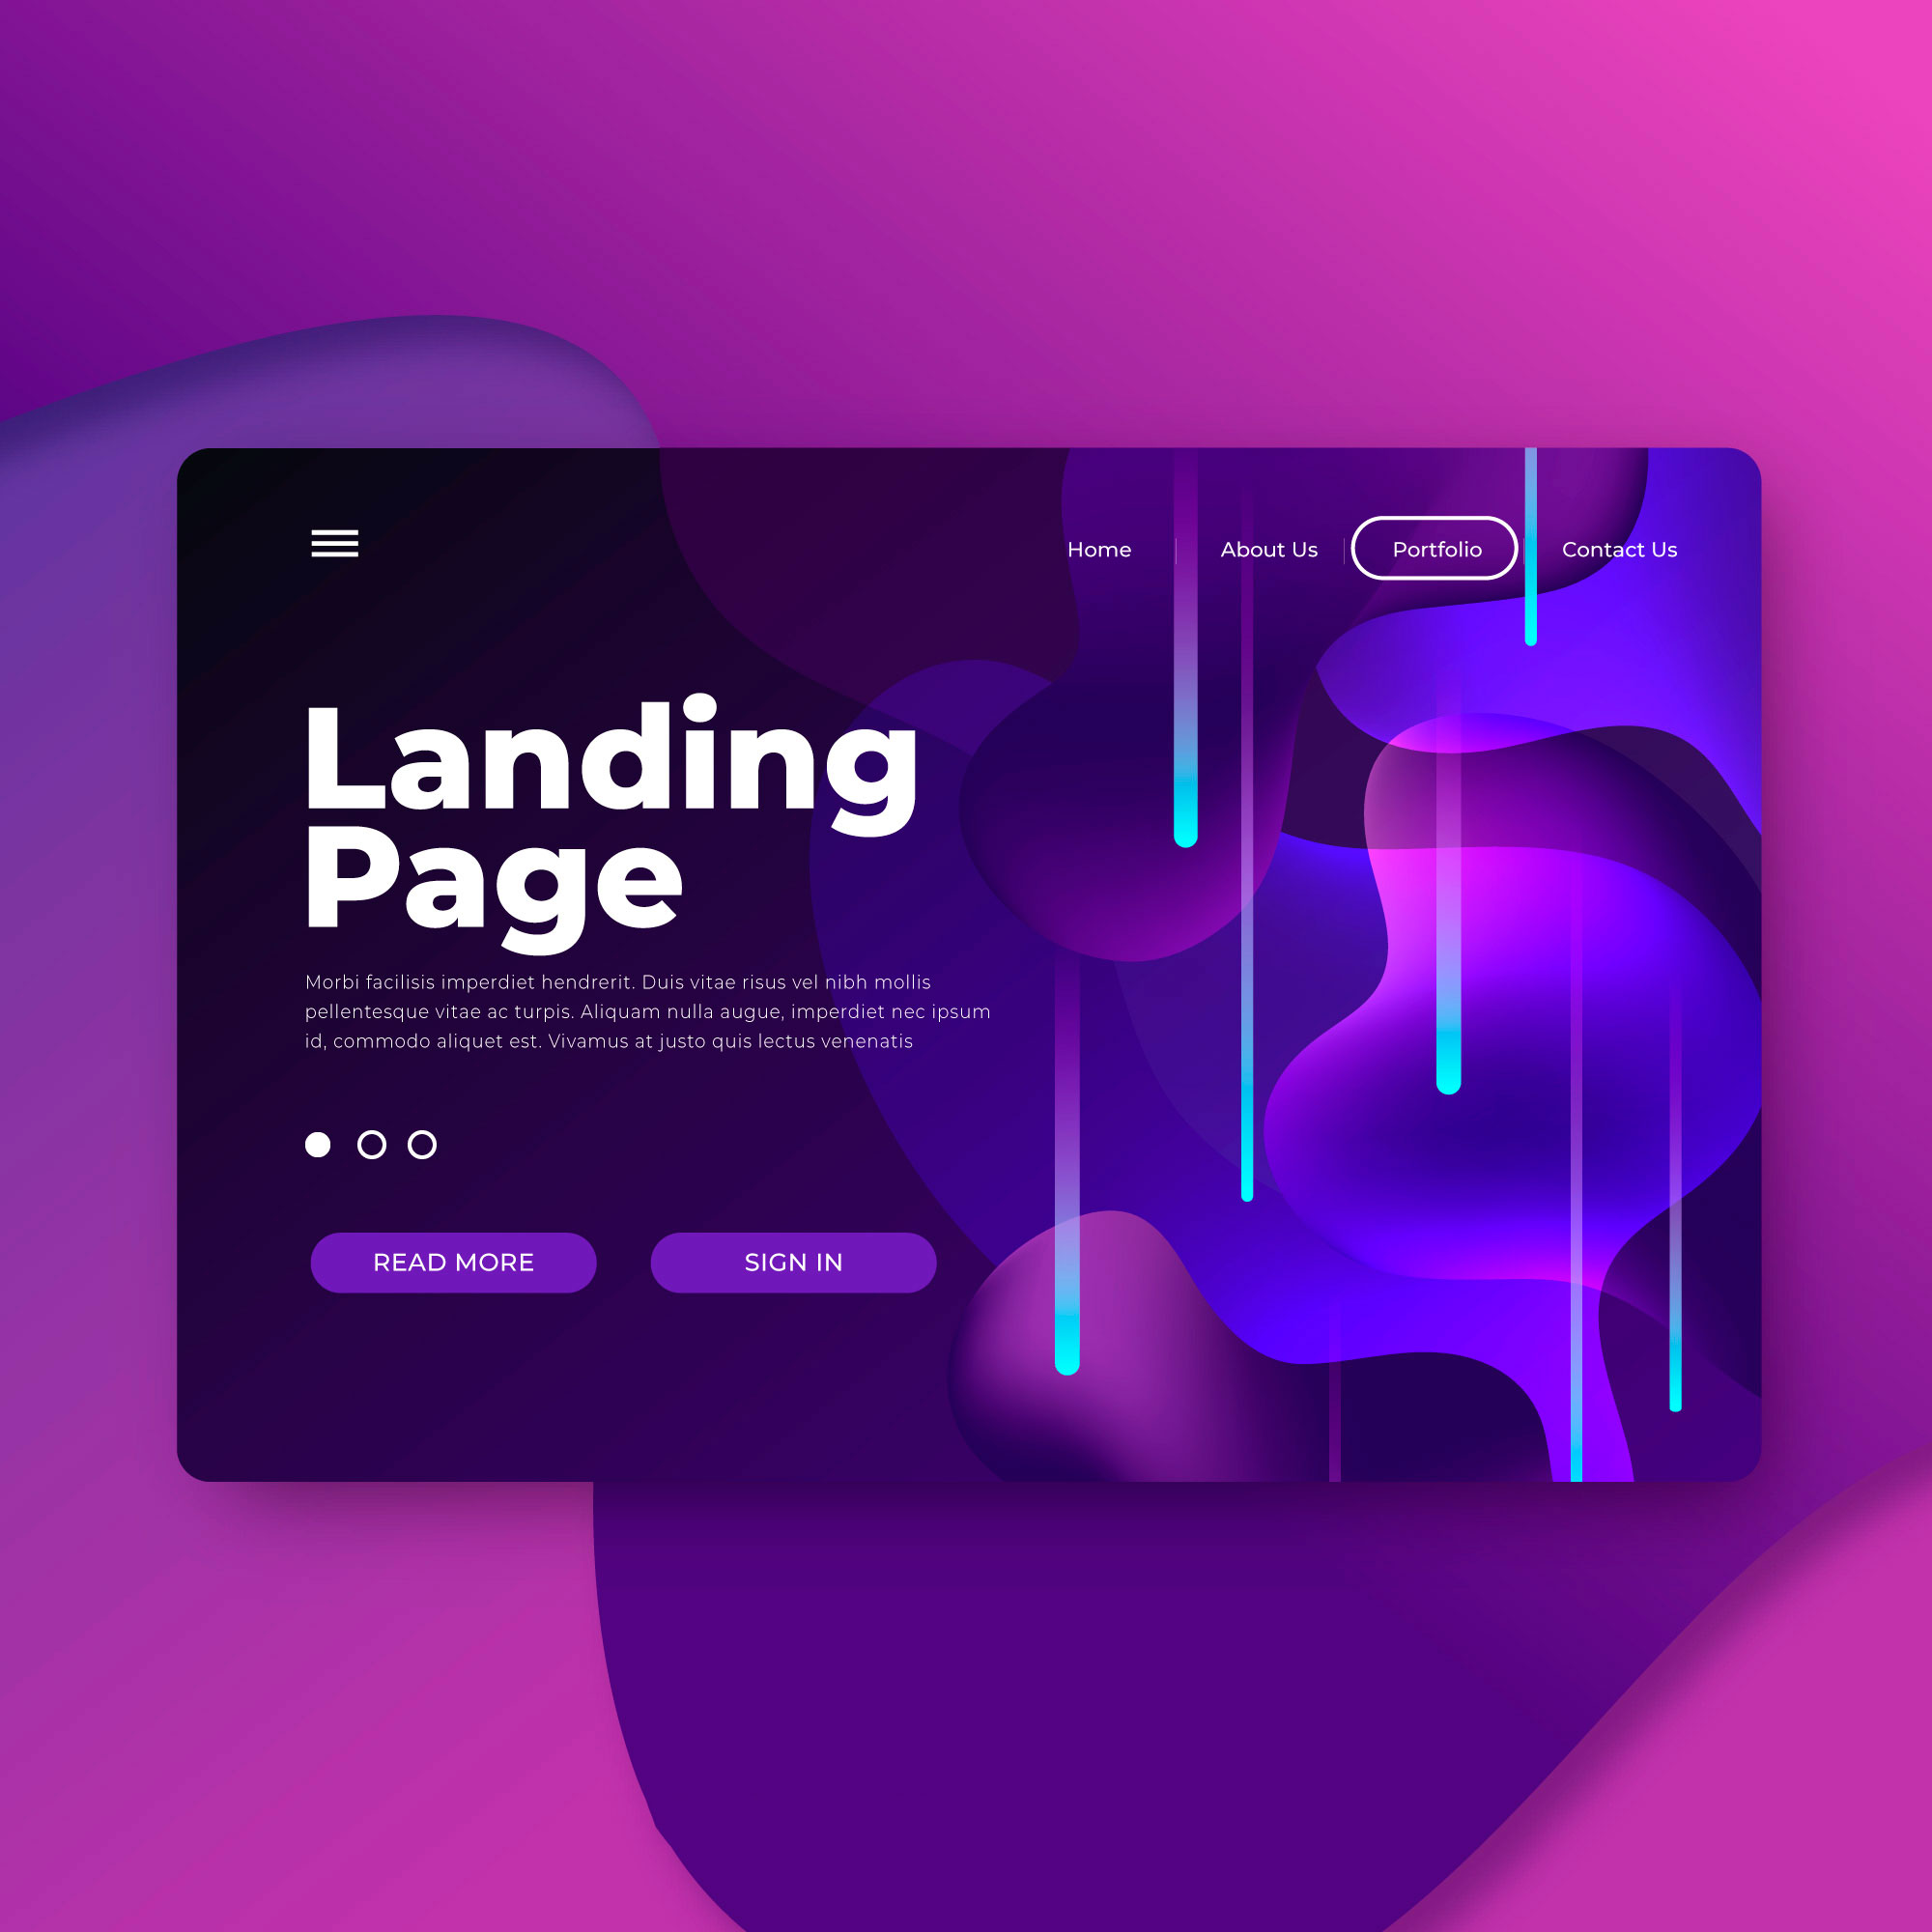 Home
About Us
Portfolio
Contact Us
Landing
Page
Morbi facilisis imperdiet hendrerit. Duis vitae risus vel nibh mollis
pellentesque vitae ac turpis. Aliquam nulla augue, imperdiet nec ipsum
id, commodo aliquet est. Vivamus at justo quis lectus venenatis
READ MORE
SIGN IN